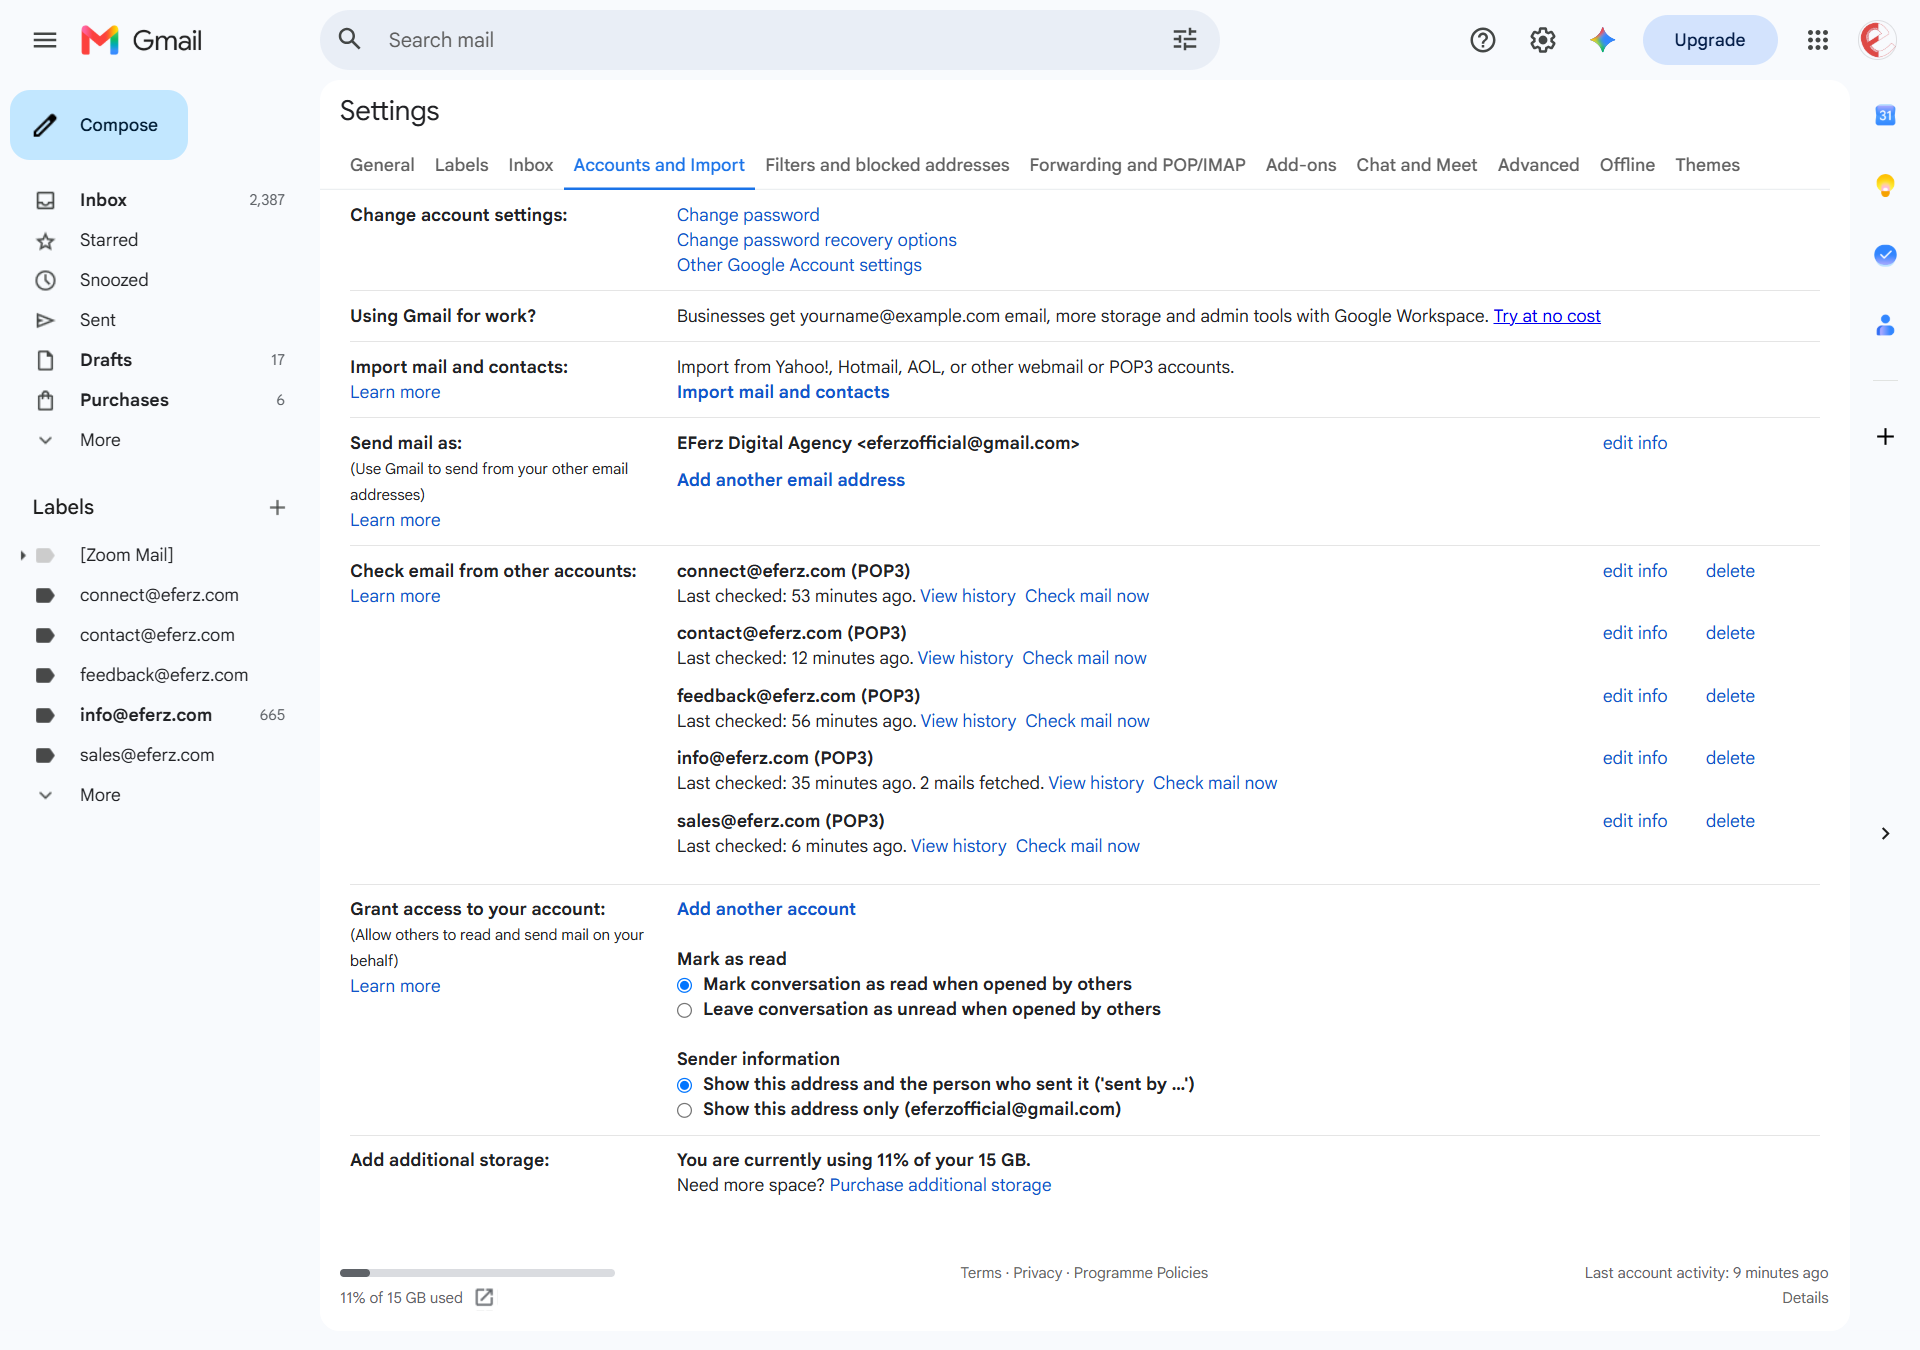 Gmail
Search mail
Upgrade
Compose
Inbox 2,387
Starred
Snoozed
Sent
Drafts 17
Purchases 6
More
Labels
[Zoom Mail]
connect@eferz.com
contact@eferz.com
feedback@eferz.com
info@eferz.com 665
sales@eferz.com
More
Settings
General Labels Inbox Accounts and Import Filters and blocked addresses Forwarding and POP/IMAP Add-ons Chat and Meet Advanced Offline Themes
Change account settings:
Change password
Change password recovery options
Other Google Account settings
Using Gmail for work?
Businesses get yourname@example.com email, more storage and admin tools with Google Workspace. Try at no cost
Import mail and contacts:
Learn more
Import from Yahoo!, Hotmail, AOL, or other webmail or POP3 accounts.
Import mail and contacts
Send mail as:
(Use Gmail to send from your other email
addresses)
Learn more
EFerz Digital Agency <eferzofficial@gmail.com> edit info
Add another email address
Check email from other accounts:
Learn more
connect@eferz.com (POP3) edit info delete
Last checked: 53 minutes ago. View history Check mail now
contact@eferz.com (POP3) edit info delete
Last checked: 12 minutes ago. View history Check mail now
feedback@eferz.com (POP3) edit info delete
Last checked: 56 minutes ago. View history Check mail now
info@eferz.com (POP3) edit info delete
Last checked: 35 minutes ago. 2 mails fetched. View history Check mail now
sales@eferz.com (POP3) edit info delete
Last checked: 6 minutes ago. View history Check mail now
Grant access to your account:
(Allow others to read and send mail on your
behalf)
Learn more
Add another account
Mark as read
Mark conversation as read when opened by others
Leave conversation as unread when opened by others
Sender information
Show this address and the person who sent it ('sent by ...')
Show this address only (eferzofficial@gmail.com)
Add additional storage:
You are currently using 11% of your 15 GB.
Need more space? Purchase additional storage
11% of 15 GB used
Terms · Privacy · Programme Policies
Last account activity: 9 minutes ago
Details
31